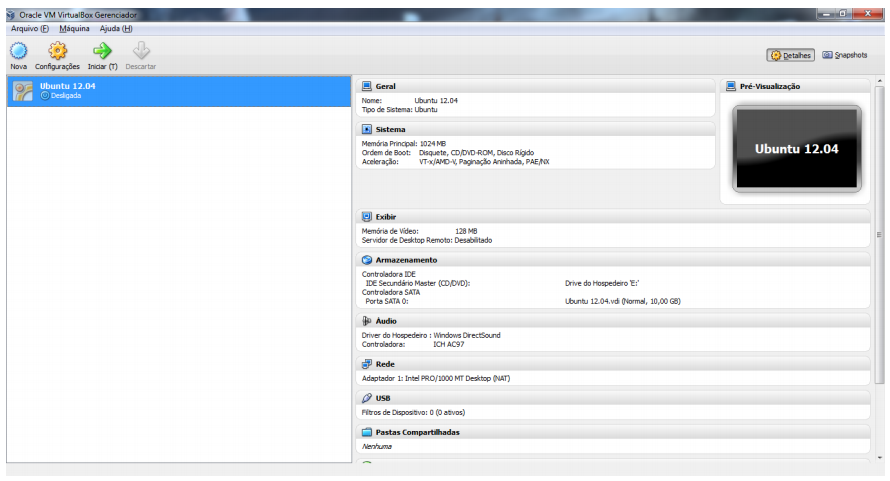 Oracle VM VirtualBox Gerenciador
Arquivo (F) Máquina Ajuda (H)
Nova Configurações Iniciar (T) Descartar
Detalhes Snapshots
Ubuntu 12.04
Desligada
Geral
Nome: Ubuntu 12.04
Tipo de Sistema: Ubuntu
Sistema
Memória Principal: 1024 MB
Ordem de Boot: Disquete, CD/DVD-ROM, Disco Rígido
Aceleração: VT-x/AMD-V, Paginação Aninhada, PAE/NX
Pré-Visualização
Ubuntu 12.04
Exibir
Memória de Vídeo: 128 MB
Servidor de Desktop Remoto: Desabilitado
Armazenamento
Controladora IDE
IDE Secundário Master (CD/DVD): Drive do Hospedeiro 'E:'
Controladora SATA
Porta SATA 0: Ubuntu 12.04.vdi (Normal, 10,00 GB)
Áudio
Driver do Hospedeiro : Windows DirectSound
Controladora: ICH AC97
Rede
Adaptador 1: Intel PRO/1000 MT Desktop (NAT)
USB
Filtros de Dispositivo: 0 (0 ativos)
Pastas Compartilhadas
Nenhuma